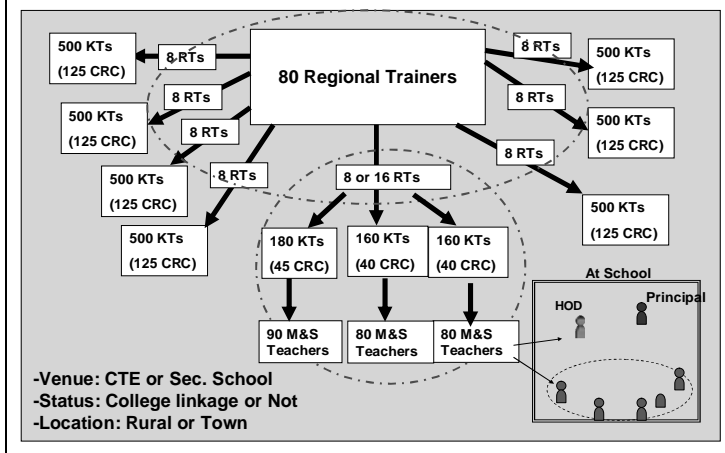 80 Regional Trainers
8 RTs
500 KTs
(125 CRC)
8 RTs
500 KTs
(125 CRC)
8 RTs
500 KTs
(125 CRC)
8 RTs
500 KTs
(125 CRC)
8 RTs
500 KTs
(125 CRC)
8 RTs
500 KTs
(125 CRC)
8 RTs
500 KTs
(125 CRC)
8 or 16 RTs
180 KTs
(45 CRC)
160 KTs
(40 CRC)
160 KTs
(40 CRC)
90 M&S
Teachers
80 M&S
Teachers
80 M&S
Teachers
At School
HOD
Principal
-Venue: CTE or Sec. School
-Status: College linkage or Not
-Location: Rural or Town